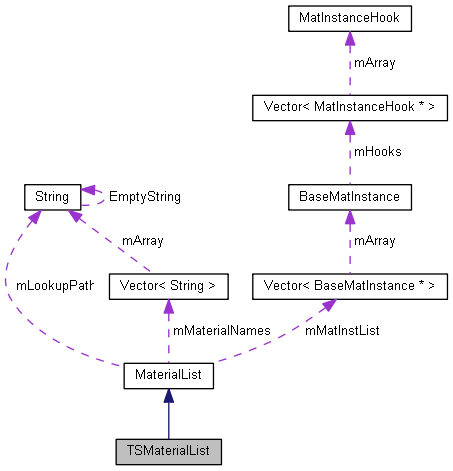 MatInstanceHook
mArray
Vector< MatInstanceHook * >
mHooks
String
EmptyString
BaseMatInstance
mArray
mArray
mLookupPath
Vector< String >
Vector< BaseMatInstance * >
mMaterialNames
mMatInstList
MaterialList
TSMaterialList